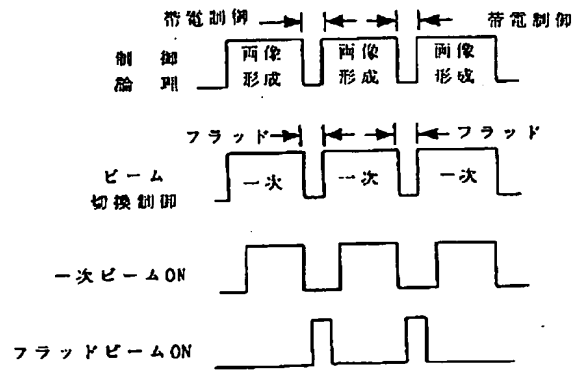 帯電制御 帯電制御
制御 画像 画像 画像
論理 形成 形成 形成
フラッド フラッド
ビーム
切換制御 一次 一次 一次
一次ビームON
フラッドビームON